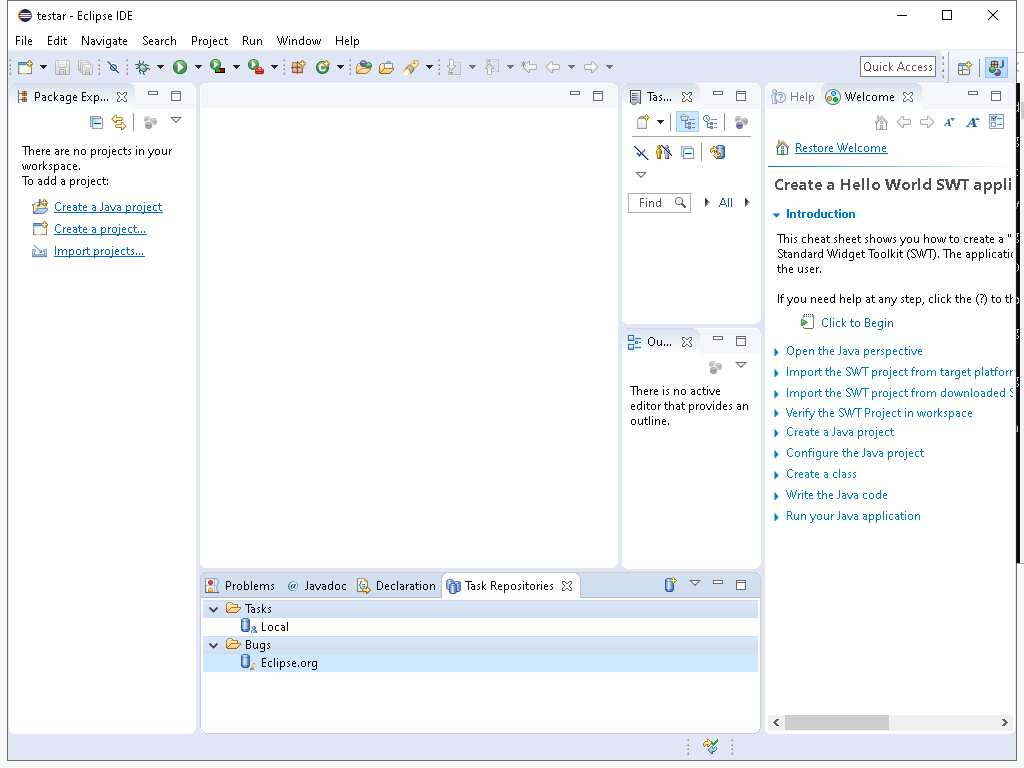 testar - Eclipse IDE
File Edit Navigate Search Project Run Window Help
Quick Access
Package Exp...
There are no projects in your
workspace.
To add a project:
Create a Java project
Create a project...
Import projects...
Tas...
Find
All
Ou...
There is no active
editor that provides an
outline.
Help Welcome
Restore Welcome
Create a Hello World SWT appli
Introduction
This cheat sheet shows you how to create a "
Standard Widget Toolkit (SWT). The applicatio
the user.
If you need help at any step, click the (?) to th
Click to Begin
Open the Java perspective
Import the SWT project from target platform
Import the SWT project from downloaded S
Verify the SWT Project in workspace
Create a Java project
Configure the Java project
Create a class
Write the Java code
Run your Java application
Problems @ Javadoc Declaration Task Repositories
Tasks
Local
Bugs
Eclipse.org